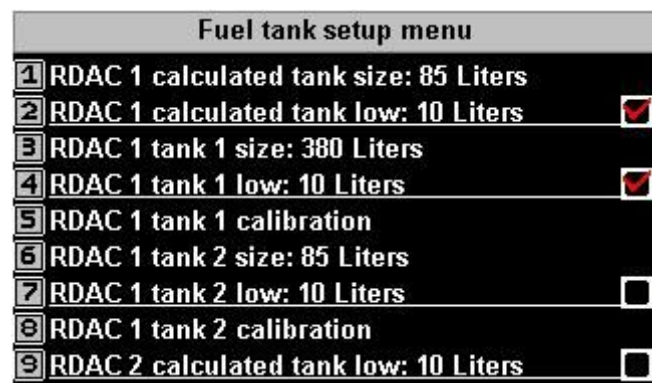 Fuel tank setup menu
1 RDAC 1 calculated tank size: 85 Liters
2 RDAC 1 calculated tank low: 10 Liters
3 RDAC 1 tank 1 size: 380 Liters
4 RDAC 1 tank 1 low: 10 Liters
5 RDAC 1 tank 1 calibration
6 RDAC 1 tank 2 size: 85 Liters
7 RDAC 1 tank 2 low: 10 Liters
8 RDAC 1 tank 2 calibration
9 RDAC 2 calculated tank low: 10 Liters